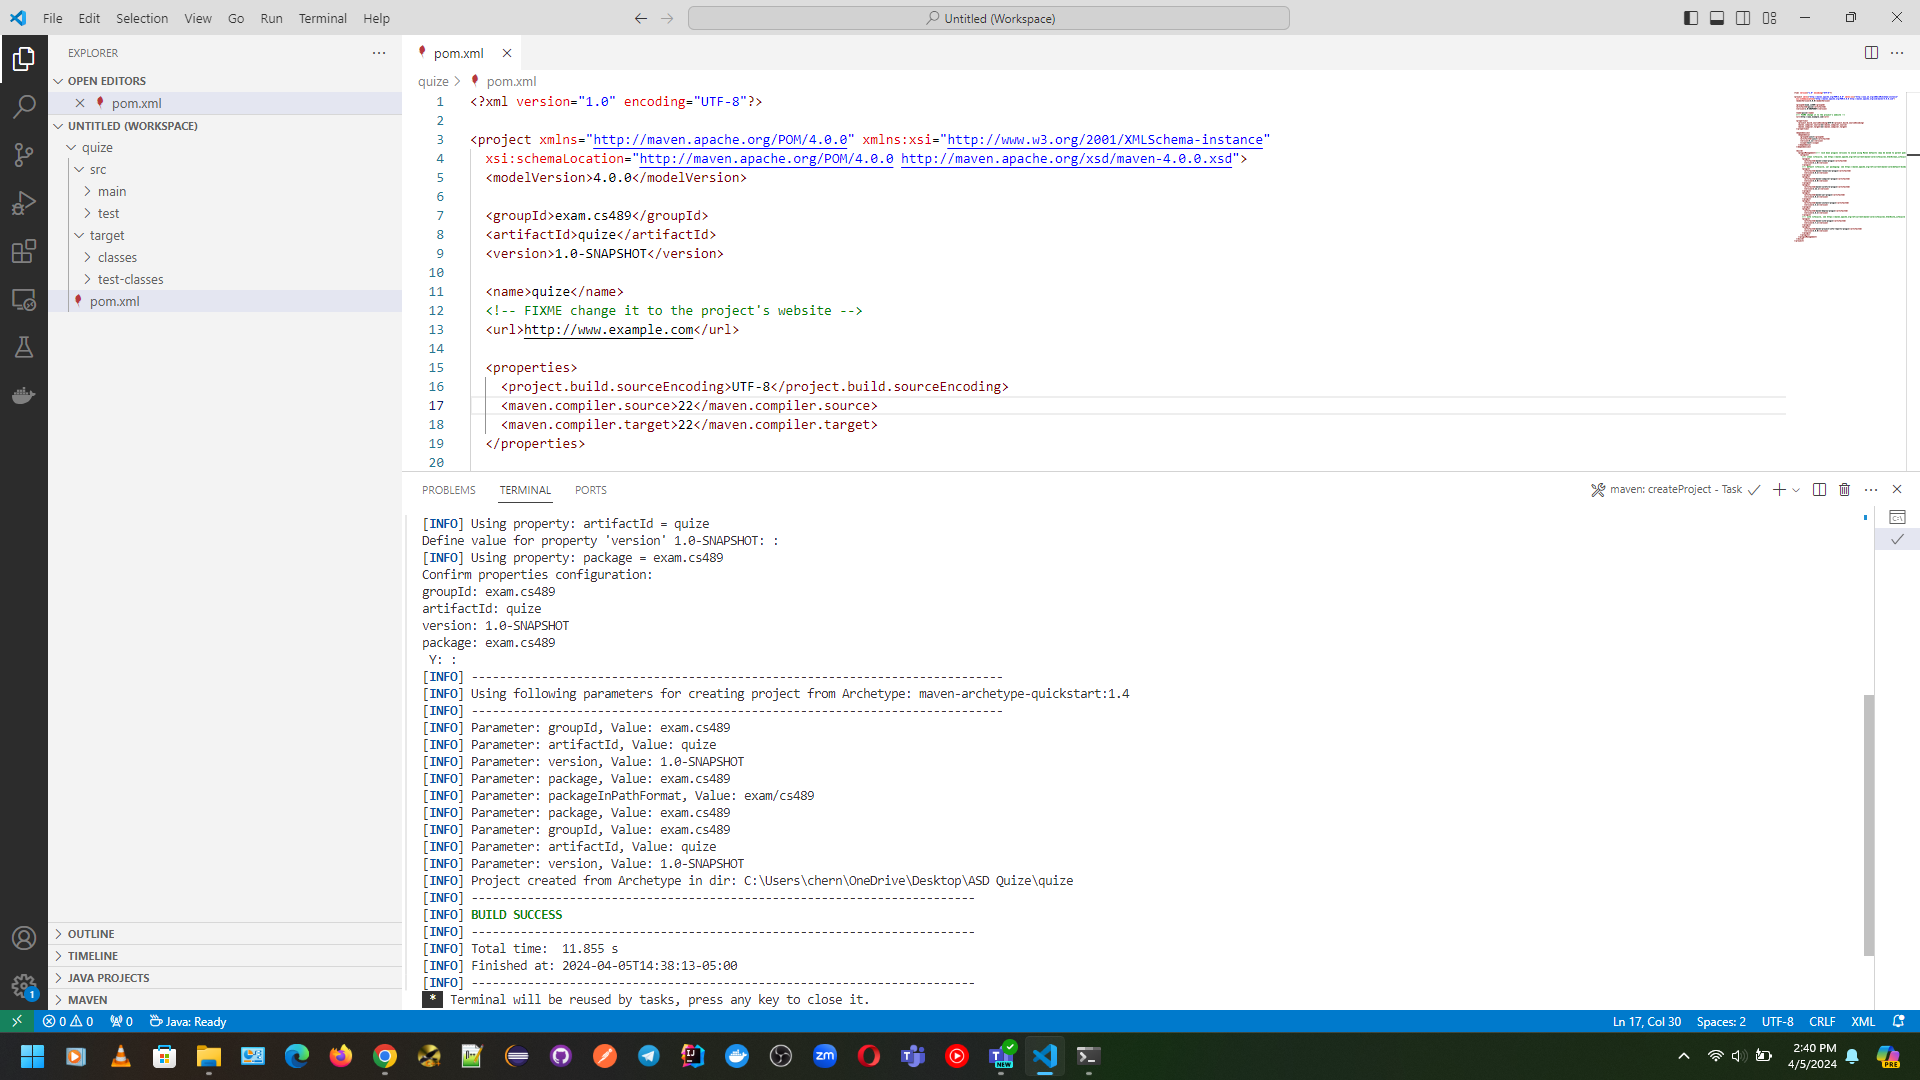 File Edit Selection View Go Run Terminal Help
Untitled (Workspace)
EXPLORER
OPEN EDITORS
pom.xml
UNTITLED (WORKSPACE)
quize
src
main
test
target
classes
test-classes
pom.xml
OUTLINE
TIMELINE
JAVA PROJECTS
MAVEN
pom.xml
quize > pom.xml
1 <?xml version="1.0" encoding="UTF-8"?>
2
3 <project xmlns="http://maven.apache.org/POM/4.0.0" xmlns:xsi="http://www.w3.org/2001/XMLSchema-instance"
4 xsi:schemaLocation="http://maven.apache.org/POM/4.0.0 http://maven.apache.org/xsd/maven-4.0.0.xsd">
5 <modelVersion>4.0.0</modelVersion>
6
7 <groupId>exam.cs489</groupId>
8 <artifactId>quize</artifactId>
9 <version>1.0-SNAPSHOT</version>
10
11 <name>quize</name>
12 <!-- FIXME change it to the project's website -->
13 <url>http://www.example.com</url>
14
15 <properties>
16 <project.build.sourceEncoding>UTF-8</project.build.sourceEncoding>
17 <maven.compiler.source>22</maven.compiler.source>
18 <maven.compiler.target>22</maven.compiler.target>
19 </properties>
20
PROBLEMS TERMINAL PORTS
maven: createProject - Task
[INFO] Using property: artifactId = quize
Define value for property 'version' 1.0-SNAPSHOT: :
[INFO] Using property: package = exam.cs489
Confirm properties configuration:
groupId: exam.cs489
artifactId: quize
version: 1.0-SNAPSHOT
package: exam.cs489
Y: :
[INFO] ----------------------------------------------------------------------------
[INFO] Using following parameters for creating project from Archetype: maven-archetype-quickstart:1.4
[INFO] ----------------------------------------------------------------------------
[INFO] Parameter: groupId, Value: exam.cs489
[INFO] Parameter: artifactId, Value: quize
[INFO] Parameter: version, Value: 1.0-SNAPSHOT
[INFO] Parameter: package, Value: exam.cs489
[INFO] Parameter: packageInPathFormat, Value: exam/cs489
[INFO] Parameter: package, Value: exam.cs489
[INFO] Parameter: groupId, Value: exam.cs489
[INFO] Parameter: artifactId, Value: quize
[INFO] Parameter: version, Value: 1.0-SNAPSHOT
[INFO] Project created from Archetype in dir: C:\Users\chern\OneDrive\Desktop\ASD Quize\quize
[INFO] ------------------------------------------------------------------------
[INFO] BUILD SUCCESS
[INFO] ------------------------------------------------------------------------
[INFO] Total time:  11.855 s
[INFO] Finished at: 2024-04-05T14:38:13-05:00
[INFO] ------------------------------------------------------------------------
* Terminal will be reused by tasks, press any key to close it.
1
0 0 0 Java: Ready
Ln 17, Col 30 Spaces: 2 UTF-8 CRLF XML
zm
NEW
2:40 PM
4/5/2024
PRE